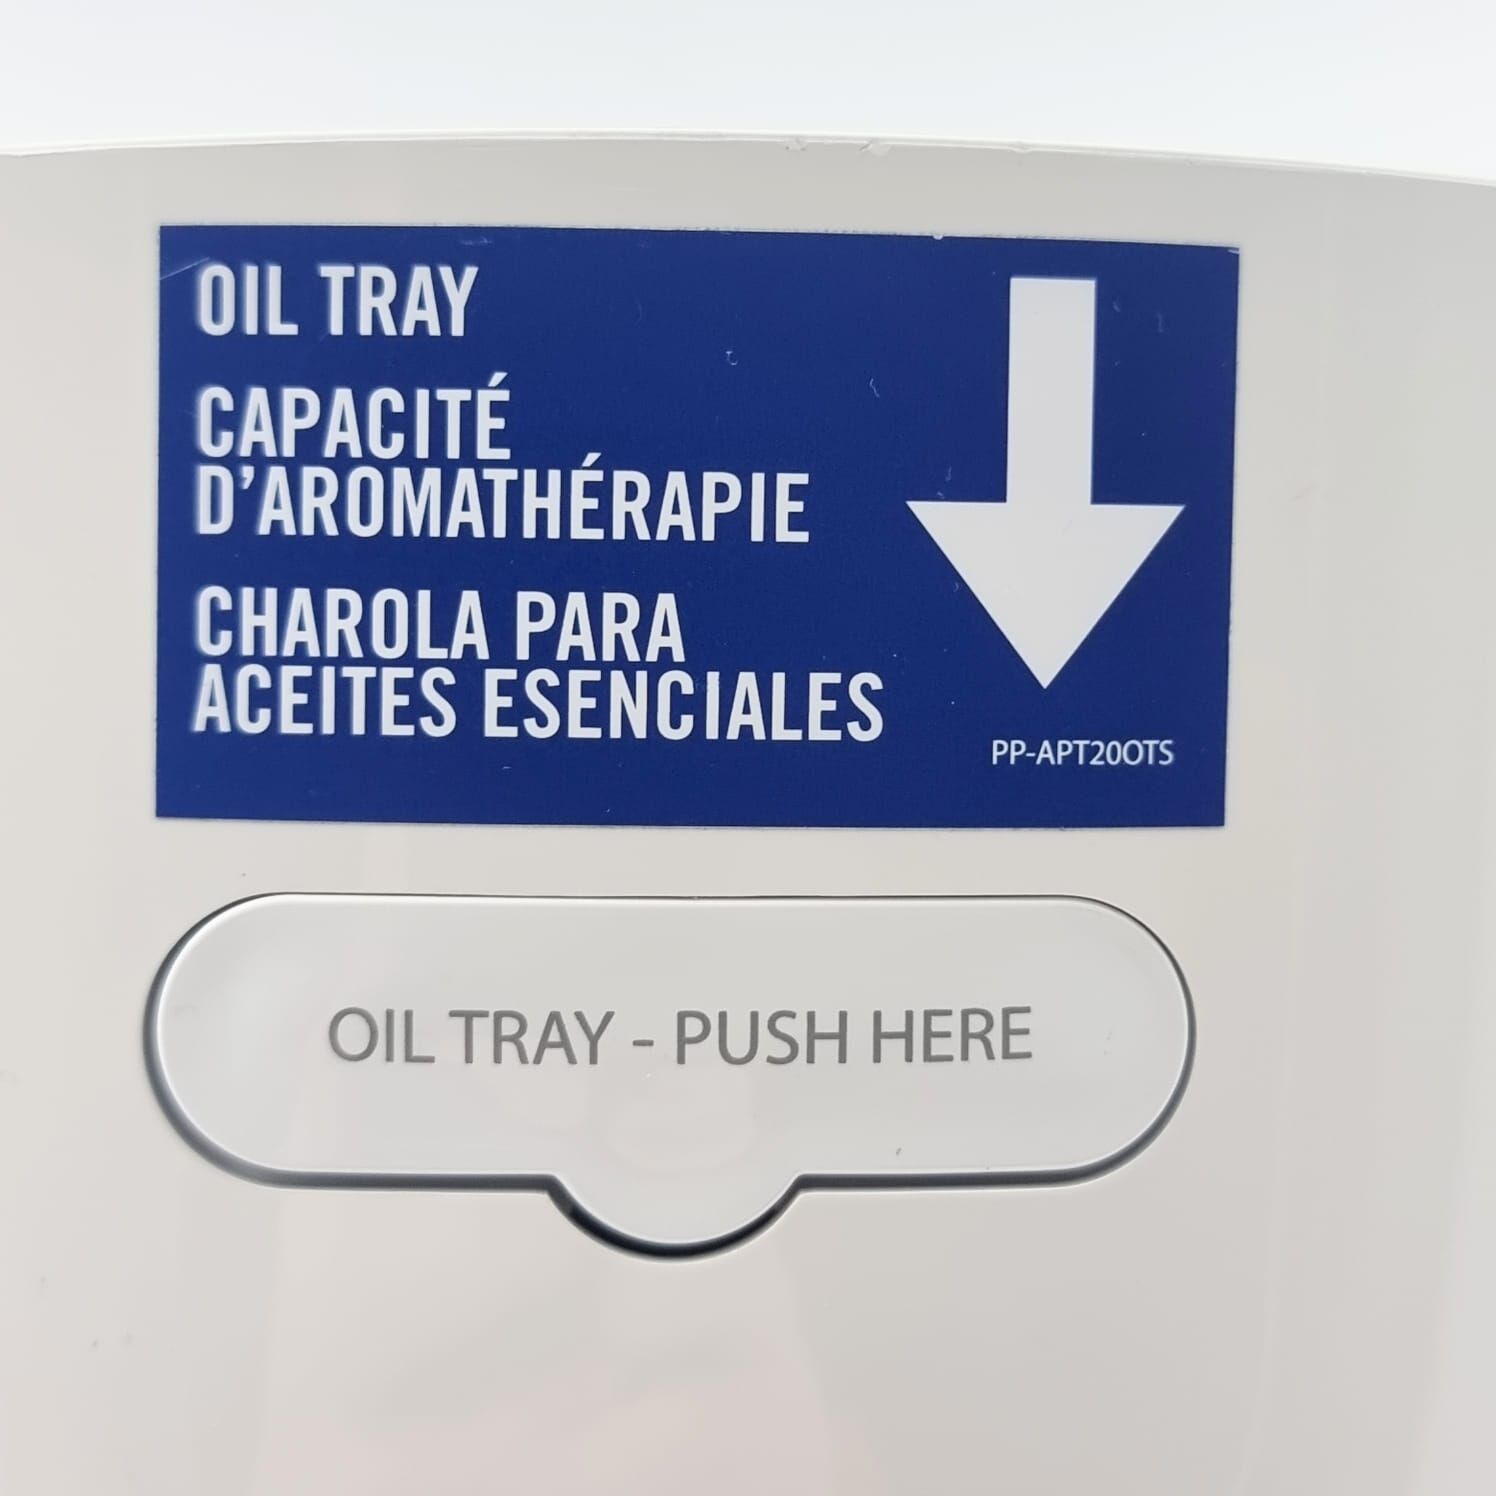 OIL TRAY
CAPACITÉ
D'AROMATHÉRAPIE
CHAROLA PARA
ACEITES ESENCIALES
PP-APT20OTS
OIL TRAY - PUSH HERE